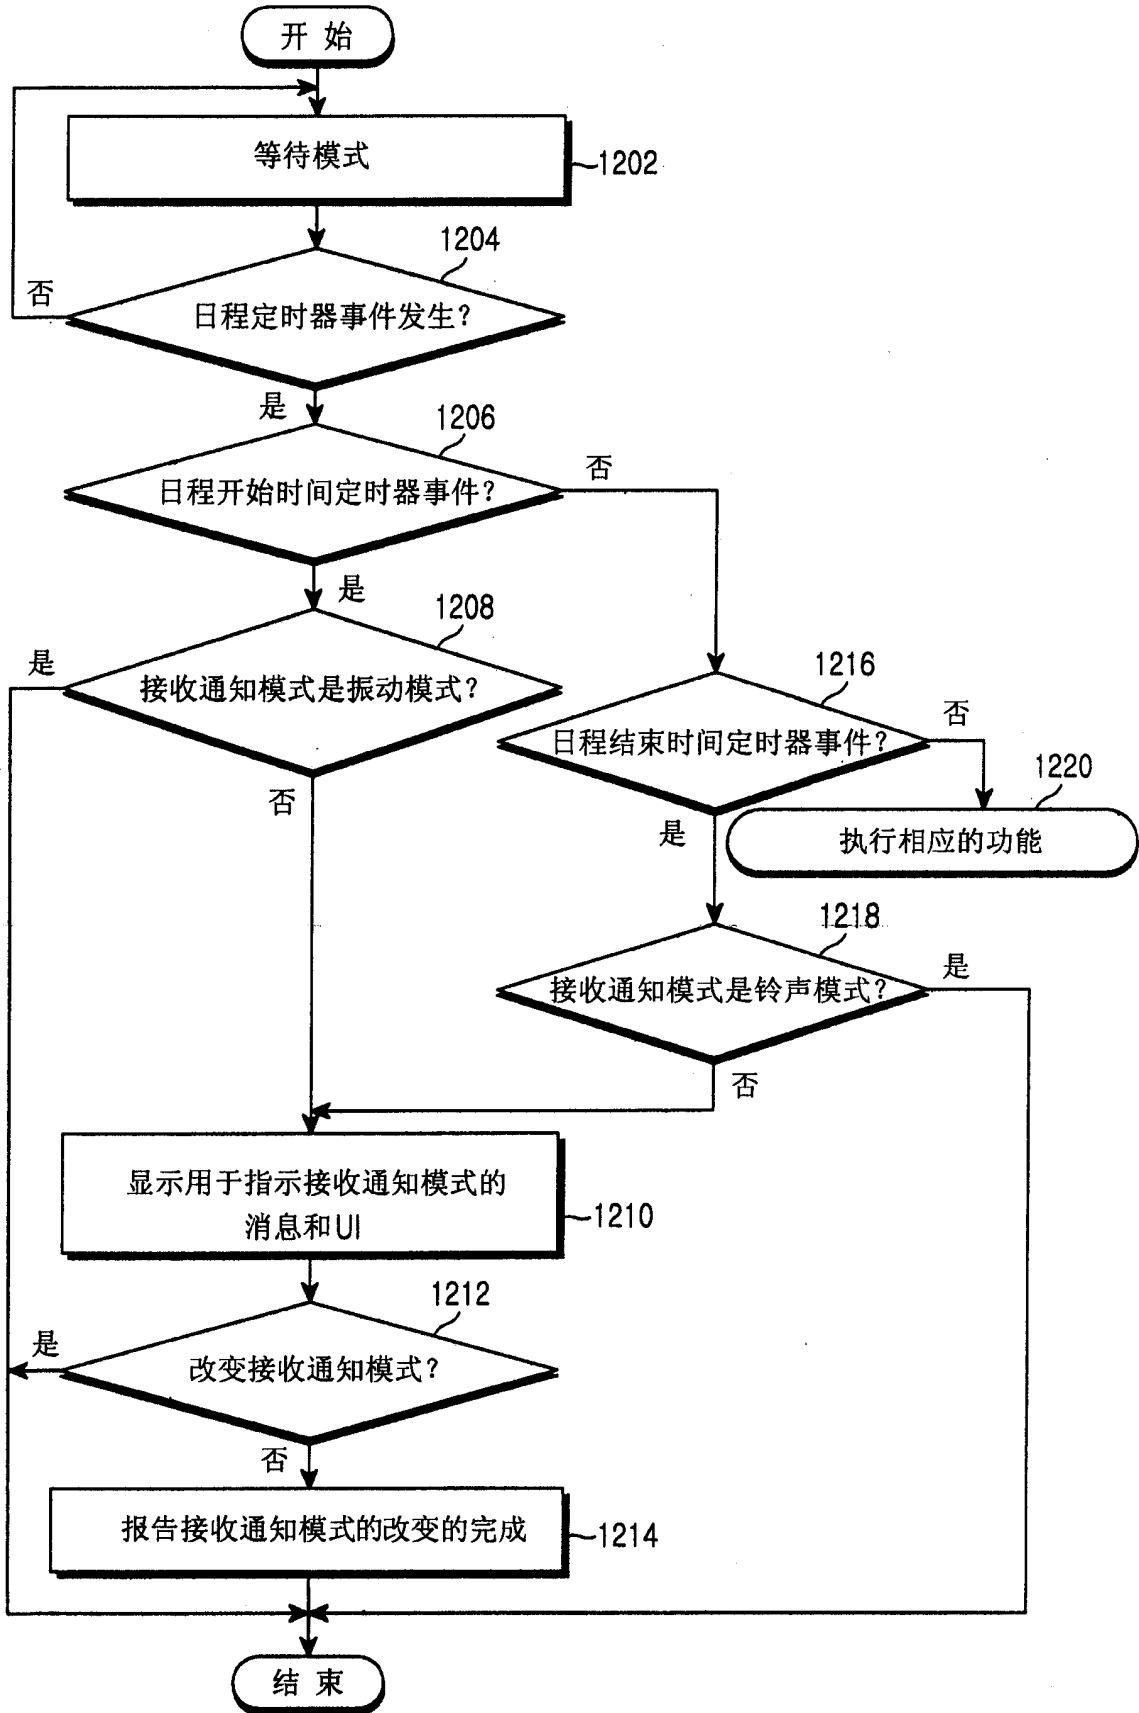 开 始
等待模式
1202
1204
否
日程定时器事件发生?
是
1206
否
日程开始时间定时器事件?
是
1208
是
接收通知模式是振动模式?
否
1216
否
日程结束时间定时器事件?
是
1220
执行相应的功能
1218
是
接收通知模式是铃声模式?
否
显示用于指示接收通知模式的
消息和UI
1210
1212
是
改变接收通知模式?
否
报告接收通知模式的改变的完成
1214
结 束